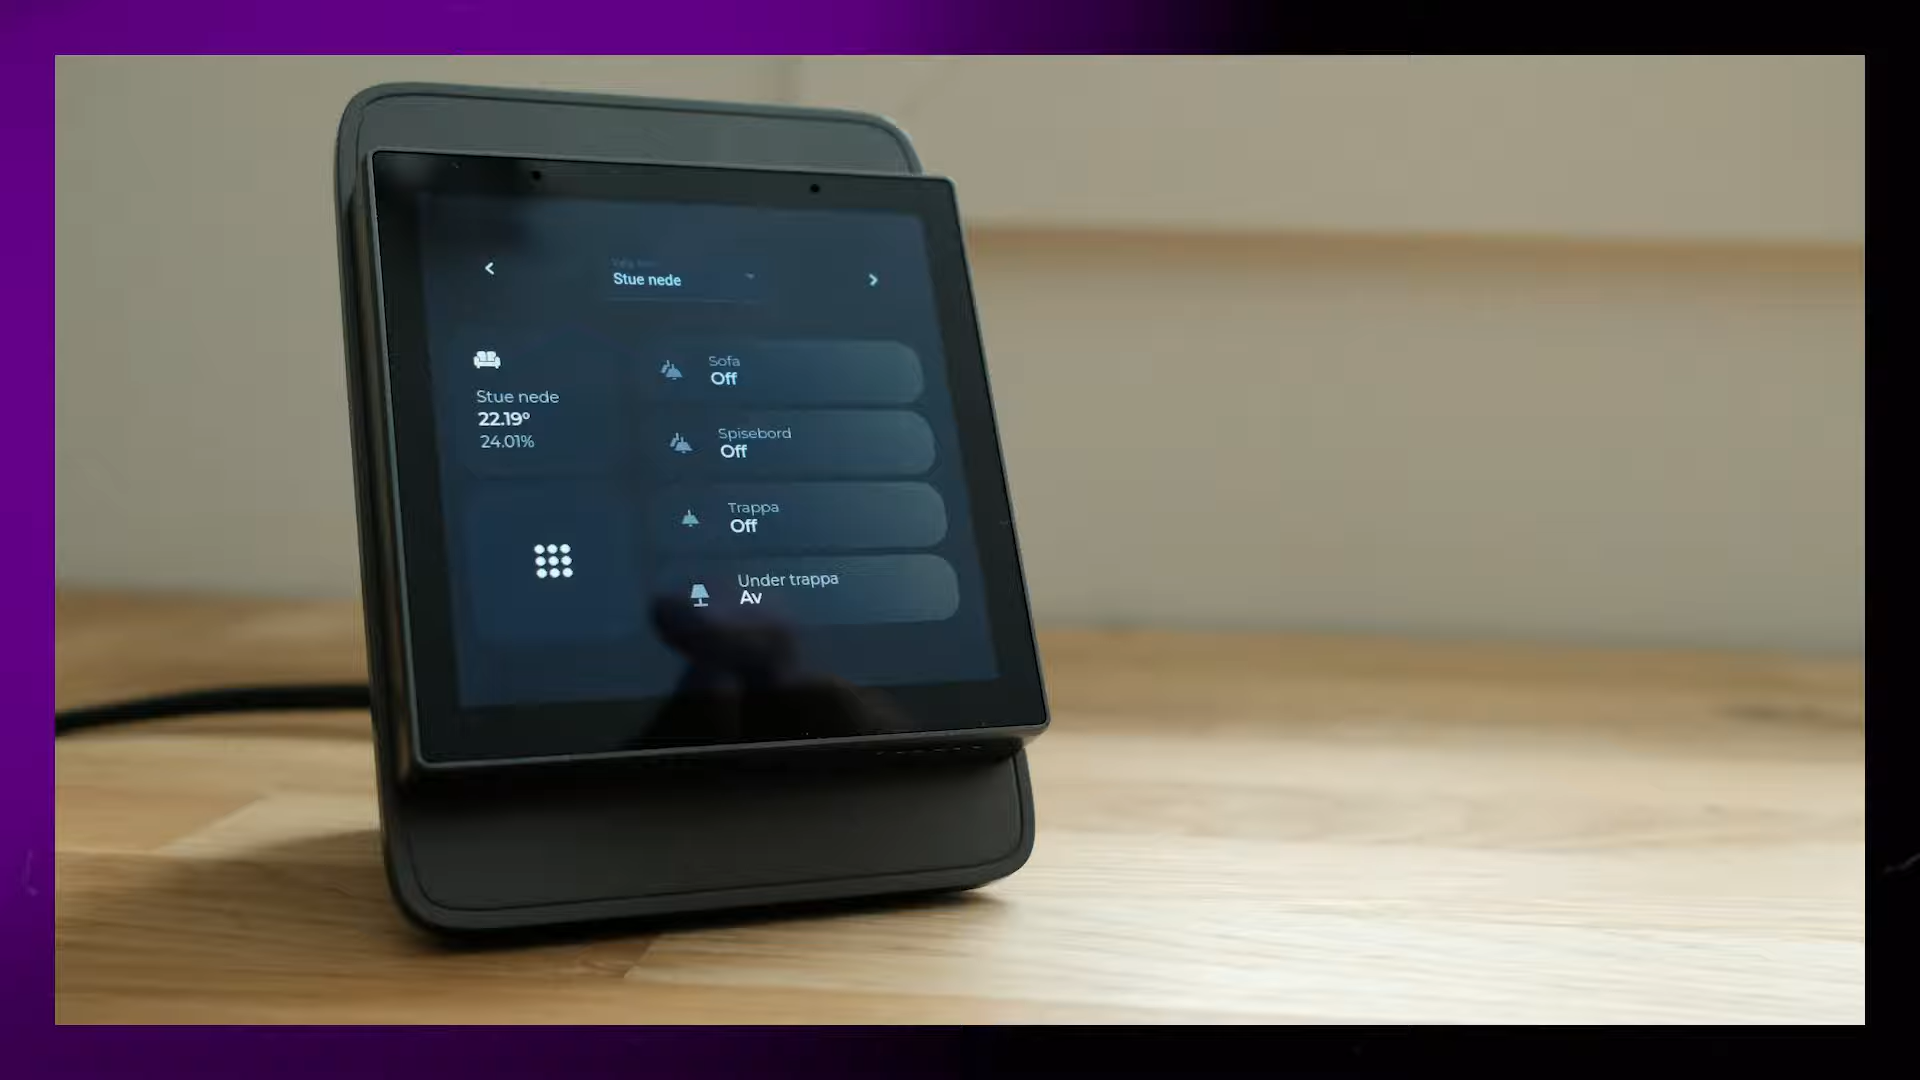 Stue nede
Stue nede
22.19°
24.01%
Sofa
Off
Spisebord
Off
Trappa
Off
Under trappa
Av